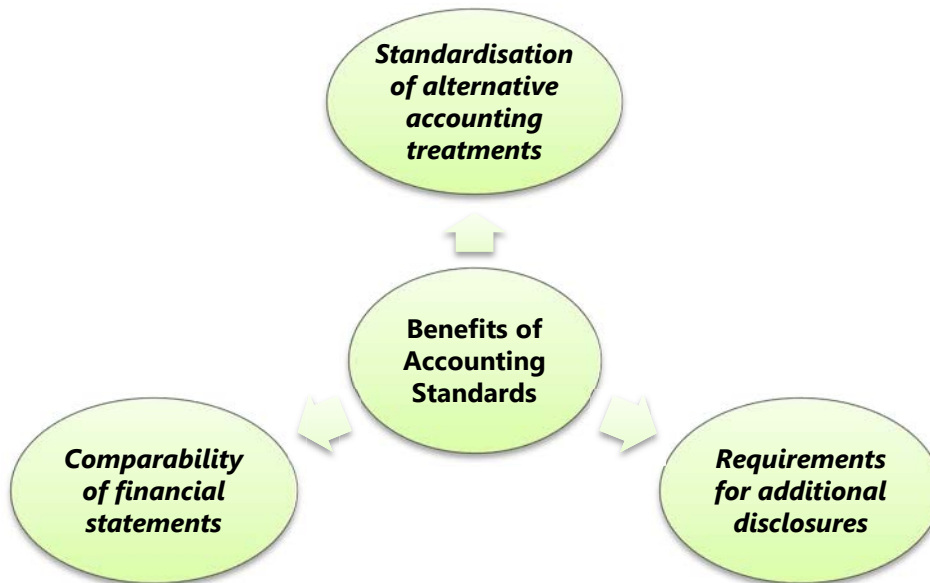 Standardisation
of alternative
accounting
treatments
Benefits of
Accounting
Standards
Comparability
of financial
statements
Requirements
for additional
disclosures